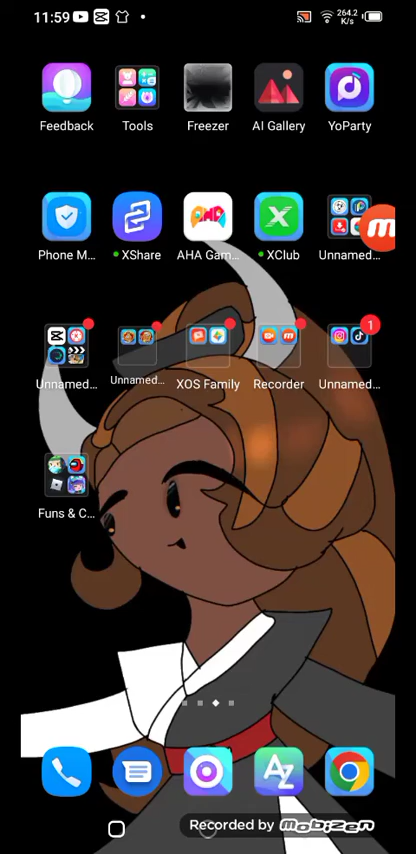 11:59
264.2
K/s
Feedback
Tools
Freezer
AI Gallery
YoParty
Phone M...
XShare
AHA Gam...
XClub
Unnamed...
Unnamed...
Unnamed...
XOS Family
Recorder
1
Unnamed...
Funs & C...
Recorded by mobizen